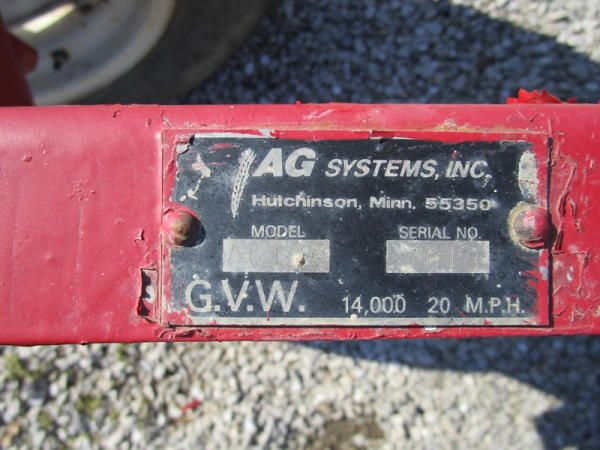 AG SYSTEMS, INC.
Hutchinson, Minn. 55350
MODEL SERIAL NO.
G.V.W. 14,000 20 M.P.H.